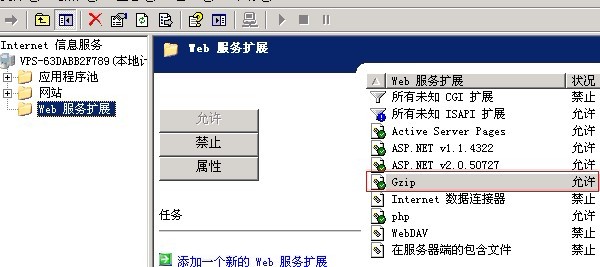 Internet 信息服务
VPS-63DABB2F789(本地计
应用程序池
网站
Web 服务扩展
Web 服务扩展
允许
禁止
属性
任务
添加一个新的 Web 服务扩展
Web 服务扩展 状况
所有未知 CGI 扩展 禁止
所有未知 ISAPI 扩展 允许
Active Server Pages 允许
ASP.NET v1.1.4322 允许
ASP.NET v2.0.50727 允许
Gzip 允许
Internet 数据连接器 禁止
php 允许
WebDAV 禁止
在服务器端的包含文件 禁止